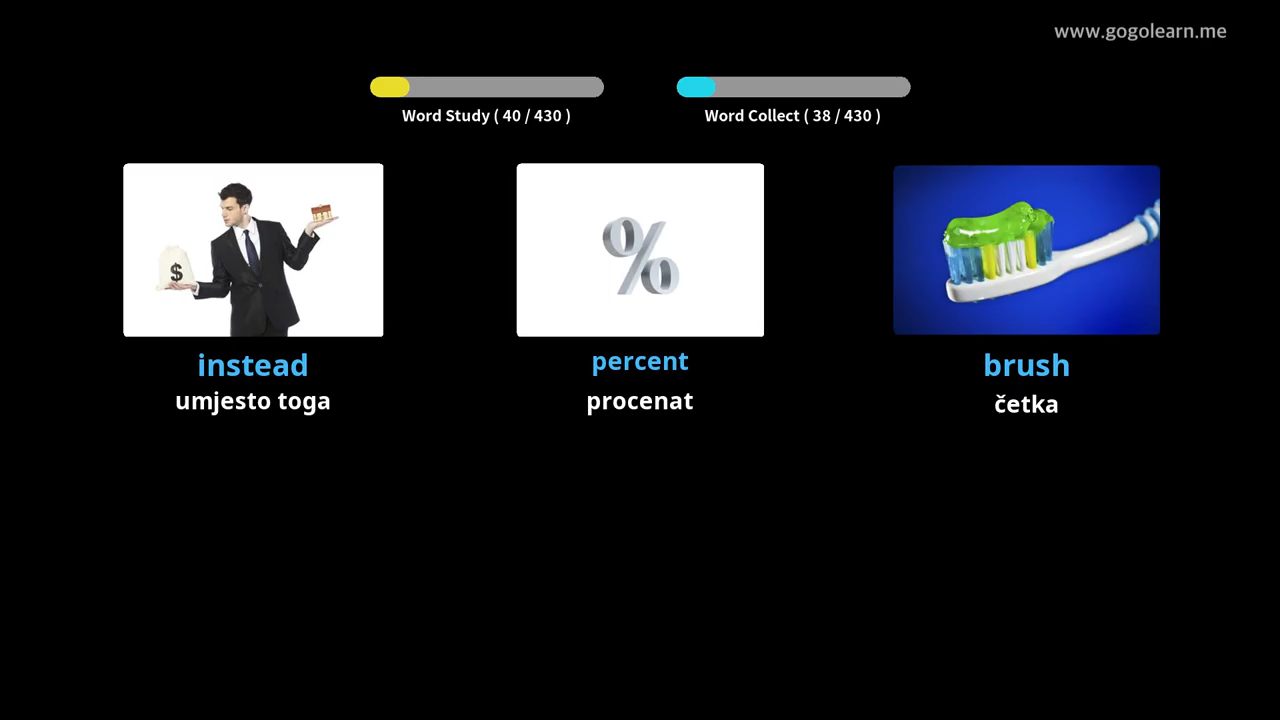 www.gogolearn.me
Word Study ( 40 / 430 )
Word Collect ( 38 / 430 )
$
%
instead
umjesto toga
percent
procenat
brush
četka